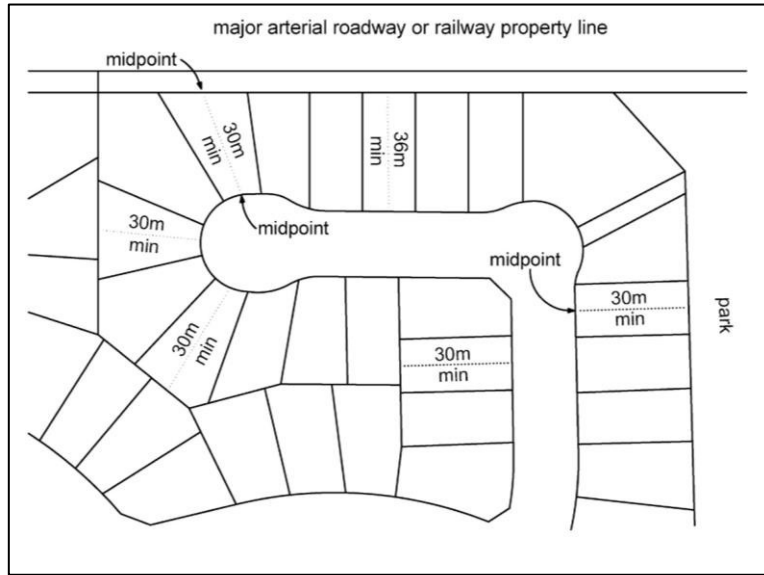 major arterial roadway or railway property line
midpoint
30m
min
36m
min
30m
min
midpoint
midpoint
30m
min
park
30m
min
30m
min